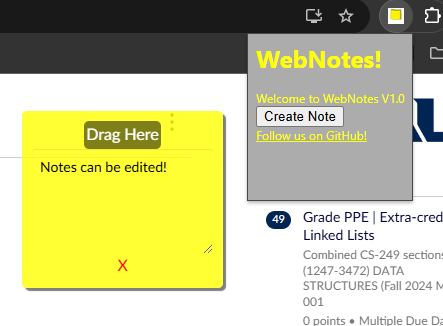 WebNotes!
Welcome to WebNotes V1.0
Create Note
Follow us on GitHub!
Drag Here
Notes can be edited!
X
49
Grade PPE | Extra-cred
Linked Lists
Combined CS-249 sections
(1247-3472) DATA
STRUCTURES (Fall 2024 M
001
0 points • Multiple Due Da